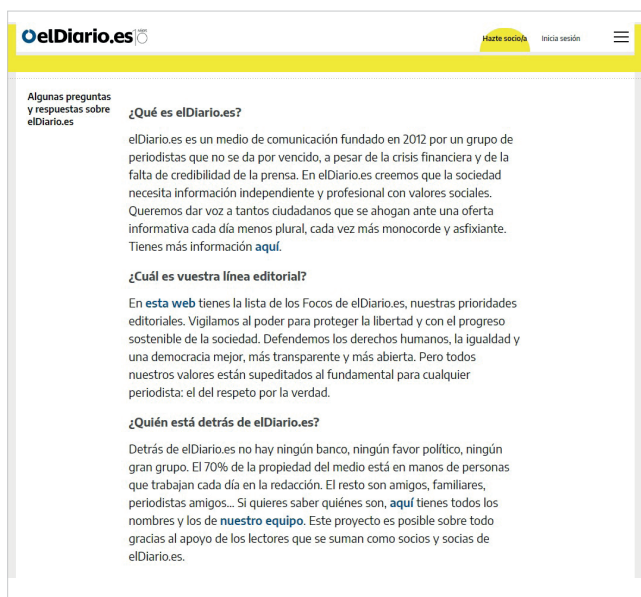 elDiario.es
Hazte socio/a
Inicia sesión
Algunas preguntas
y respuestas sobre
elDiario.es
¿Qué es elDiario.es?
elDiario.es es un medio de comunicación fundado en 2012 por un grupo de
periodistas que no se da por vencido, a pesar de la crisis financiera y de la
falta de credibilidad de la prensa. En elDiario.es creemos que la sociedad
necesita información independiente y profesional con valores sociales.
Queremos dar voz a tantos ciudadanos que se ahogan ante una oferta
informativa cada día menos plural, cada vez más monocorde y asfixiante.
Tienes más información aquí.
¿Cuál es vuestra línea editorial?
En esta web tienes la lista de los Focos de elDiario.es, nuestras prioridades
editoriales. Vigilamos al poder para proteger la libertad y con el progreso
sostenible de la sociedad. Defendemos los derechos humanos, la igualdad y
una democracia mejor, más transparente y más abierta. Pero todos
nuestros valores están supeditados al fundamental para cualquier
periodista: el del respeto por la verdad.
¿Quién está detrás de elDiario.es?
Detrás de elDiario.es no hay ningún banco, ningún favor político, ningún
gran grupo. El 70% de la propiedad del medio está en manos de personas
que trabajan cada día en la redacción. El resto son amigos, familiares,
periodistas amigos... Si quieres saber quiénes son, aquí tienes todos los
nombres y los de nuestro equipo. Este proyecto es posible sobre todo
gracias al apoyo de los lectores que se suman como socios y socias de
elDiario.es.